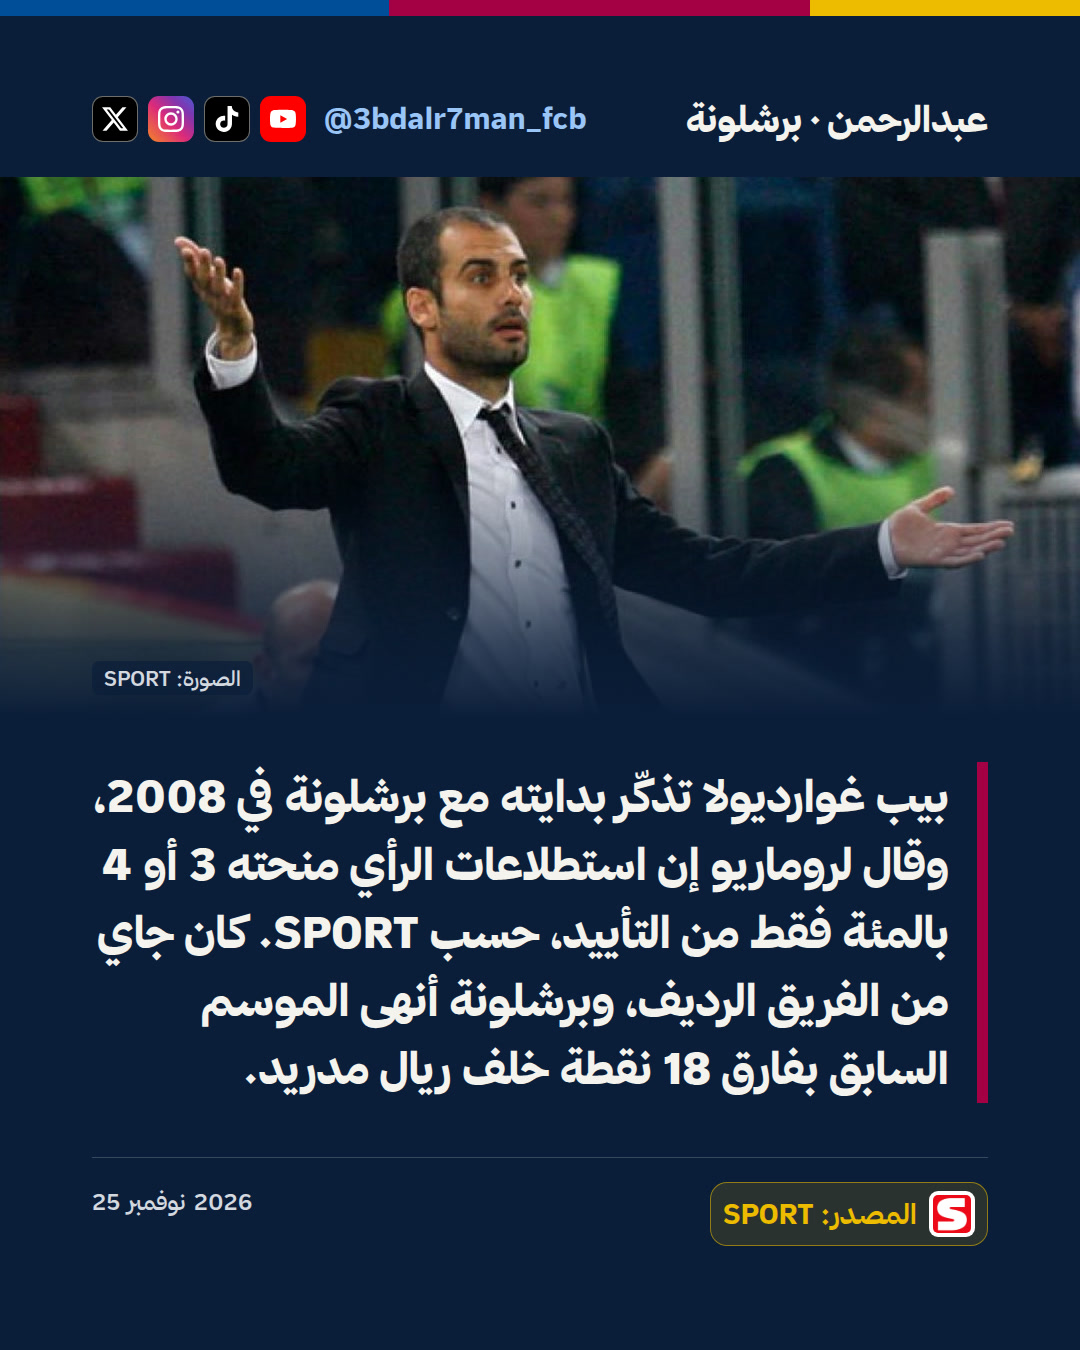 عبدالرحمن · برشلونة
@3bdalr7man_fcb
الصورة: SPORT
بيب غوارديولا تذكّر بدايته مع برشلونة في 2008،
وقال لروماريو إن استطلاعات الرأي منحته 3 أو 4
بالمئة فقط من التأييد، حسب SPORT. كان جاي
من الفريق الرديف، وبرشلونة أنهى الموسم
السابق بفارق 18 نقطة خلف ريال مدريد.
المصدر: SPORT
25 نوفمبر 2026